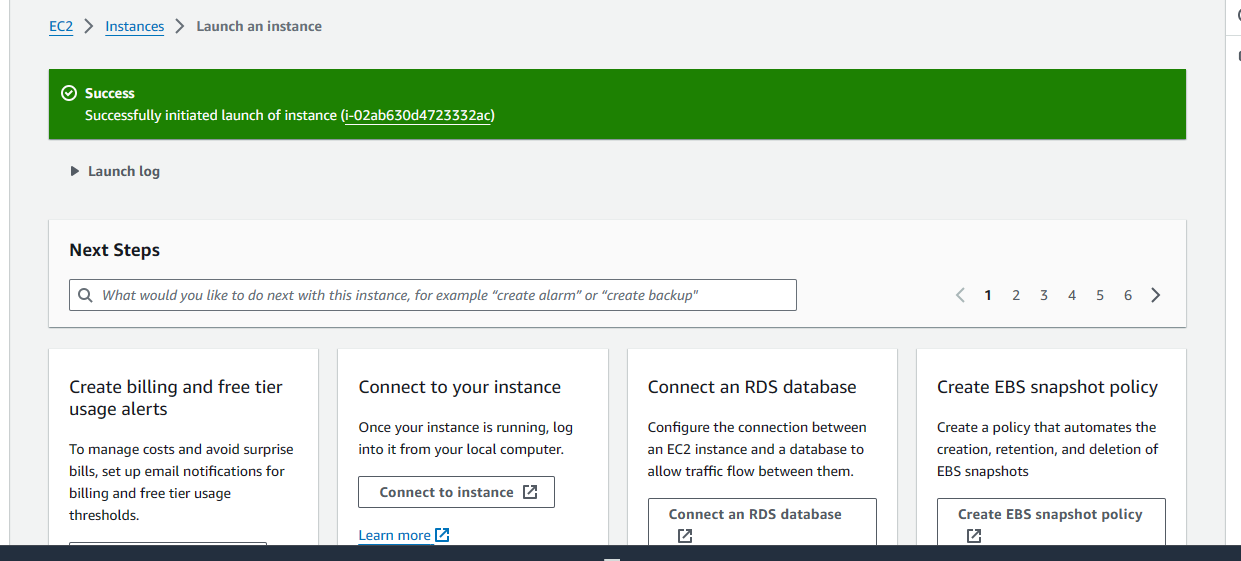 EC2 > Instances > Launch an instance
Success
Successfully initiated launch of instance (i-02ab630d4723332ac)
Launch log
Next Steps
What would you like to do next with this instance, for example “create alarm” or “create backup”
1 2 3 4 5 6
Create billing and free tier
usage alerts
To manage costs and avoid surprise
bills, set up email notifications for
billing and free tier usage
thresholds.
Connect to your instance
Once your instance is running, log
into it from your local computer.
Connect to instance
Learn more
Connect an RDS database
Configure the connection between
an EC2 instance and a database to
allow traffic flow between them.
Connect an RDS database
Create EBS snapshot policy
Create a policy that automates the
creation, retention, and deletion of
EBS snapshots
Create EBS snapshot policy